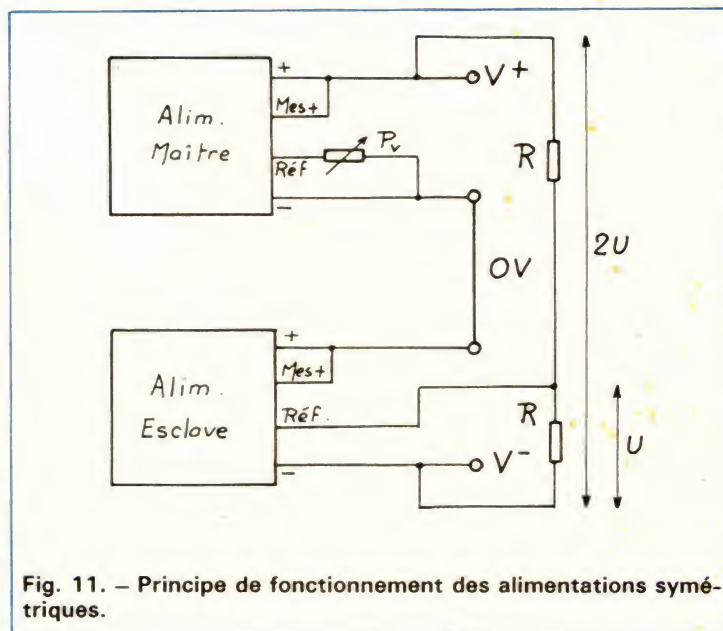 +
V+
Mes+
Alim.
Maître
Pv
Réf
R
−
2U
0V
+
Mes+
Alim.
Esclave
Réf.
R
U
−
V-
Fig. 11. – Principe de fonctionnement des alimentations symé-
triques.